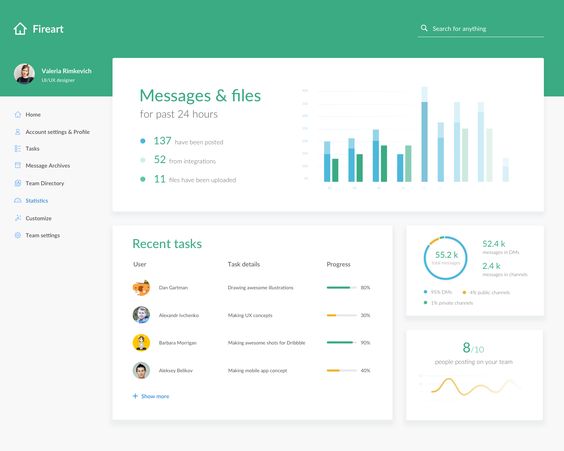 Fireart
Search for anything
Valeria Rimkevich
UI/UX designer
Home
Account settings & Profile
Tasks
Message Archives
Team Directory
Statistics
Customize
Team settings
Messages & files
for past 24 hours
137 have been posted
52 from integrations
11 files have been uploaded
Recent tasks
User Task details Progress
Dan Gartman Drawing awesome illustrations 80%
Alexandr Ivchenko Making UX concepts 30%
Barbara Morrigan Making awesome shots for Dribbble 90%
Aleksey Belikov Making mobile app concept 40%
+ Show more
55.2 k
total messages
52.4 k
messages in DMs
2.4 k
messages in channels
95% DMs 4% public channels
1% private channels
8/10
people posting on your team